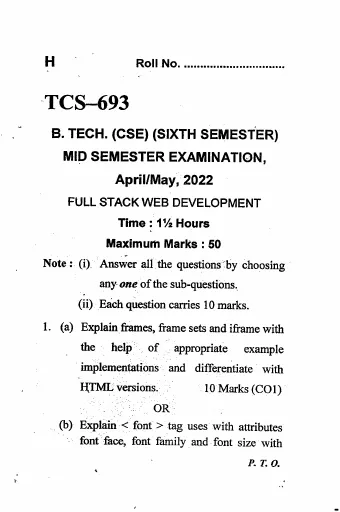 H Roll No. ...............................
TCS–693
B. TECH. (CSE) (SIXTH SEMESTER)
MID SEMESTER EXAMINATION,
April/May, 2022
FULL STACK WEB DEVELOPMENT
Time : 1½ Hours
Maximum Marks : 50
Note : (i) Answer all the questions by choosing
any one of the sub-questions.
(ii) Each question carries 10 marks.
1. (a) Explain frames, frame sets and iframe with
the help of appropriate example
implementations and differentiate with
HTML versions. 10 Marks (CO1)
OR
(b) Explain < font > tag uses with attributes
font face, font family and font size with
P. T. O.